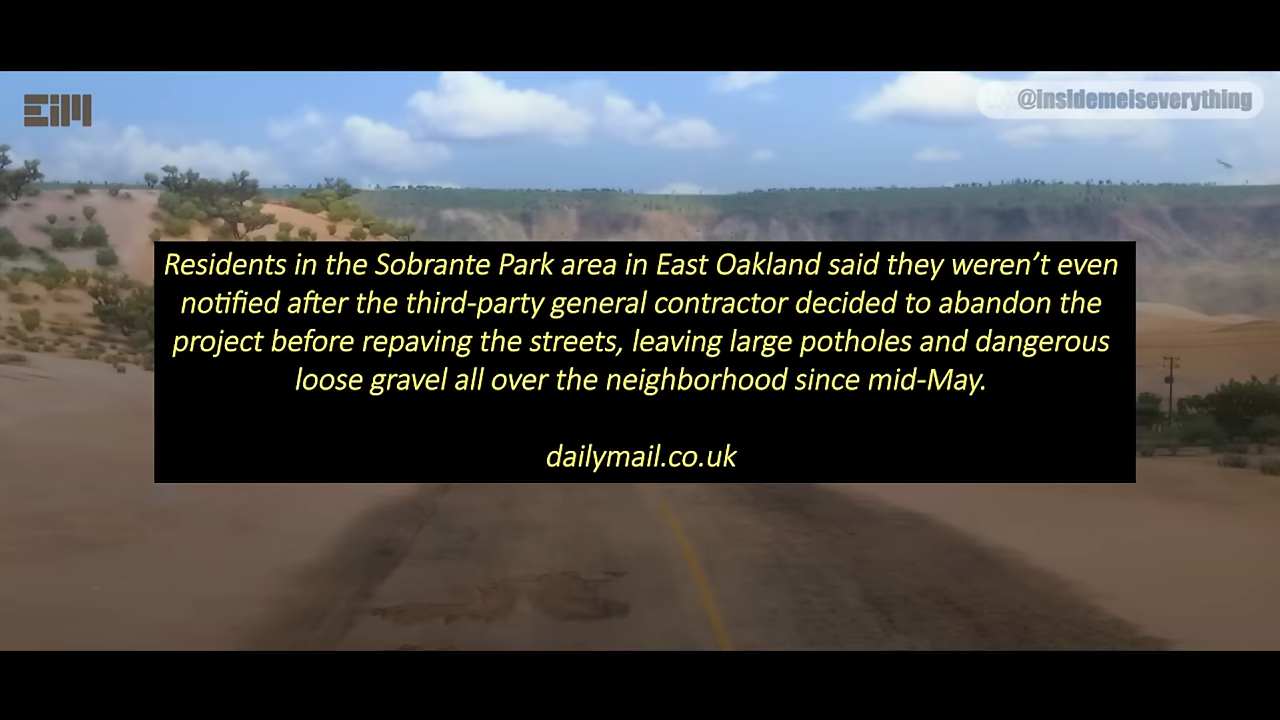 EiM
@insidemeiseverything
Residents in the Sobrante Park area in East Oakland said they weren’t even
notified after the third-party general contractor decided to abandon the
project before repaving the streets, leaving large potholes and dangerous
loose gravel all over the neighborhood since mid-May.
dailymail.co.uk